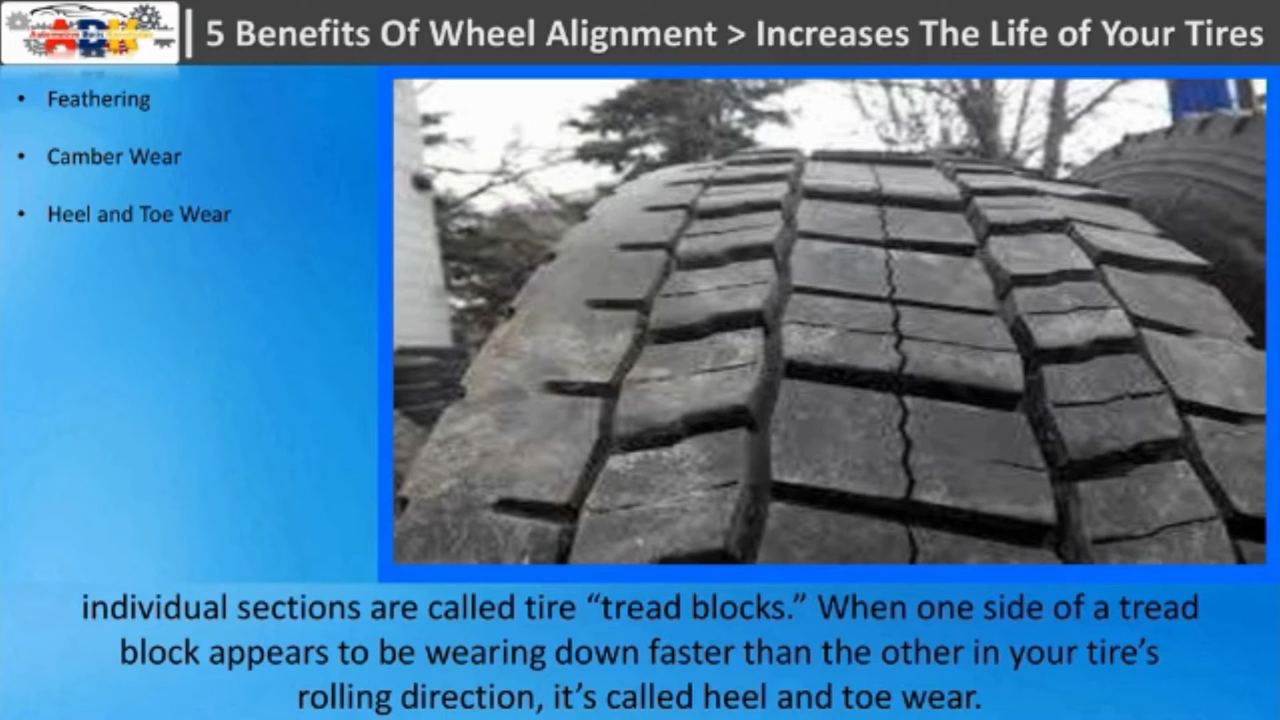 ABH
5 Benefits Of Wheel Alignment > Increases The Life of Your Tires
• Feathering
• Camber Wear
• Heel and Toe Wear
individual sections are called tire “tread blocks.” When one side of a tread
block appears to be wearing down faster than the other in your tire’s
rolling direction, it’s called heel and toe wear.